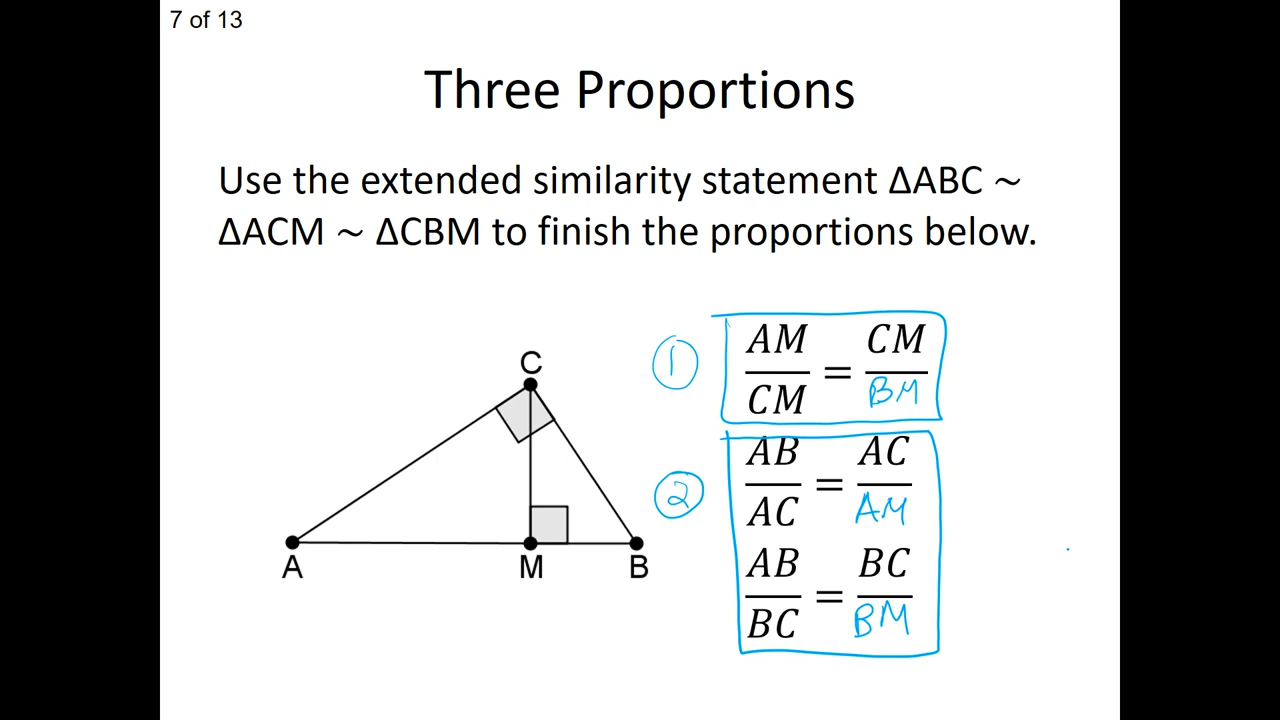 7 of 13
Three Proportions
Use the extended similarity statement ΔABC ~
ΔACM ~ ΔCBM to finish the proportions below.
C
A
M
B
1
AM/CM = CM/BM
2
AB/AC = AC/AM
AB/BC = BC/BM